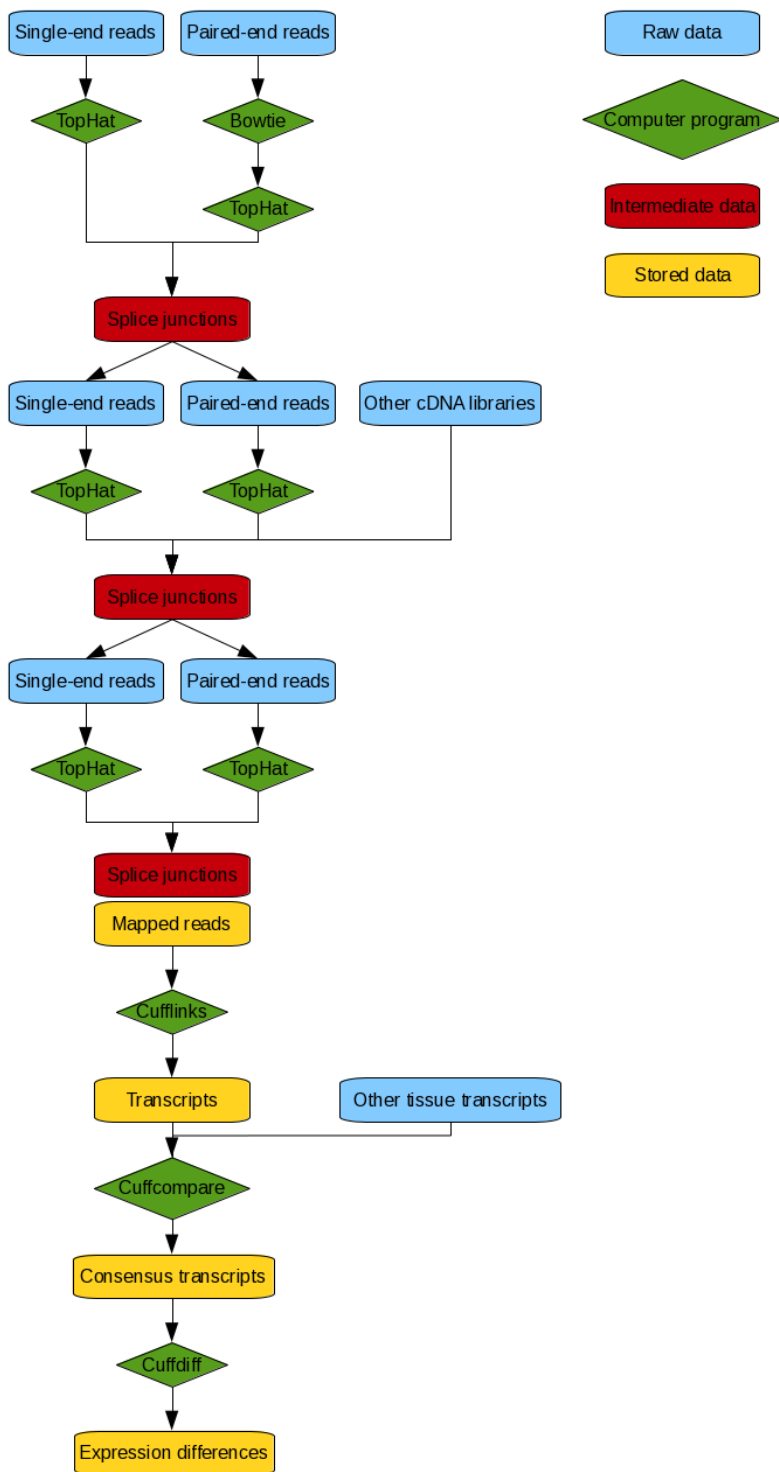 Single-end reads
Paired-end reads
Raw data
TopHat
Bowtie
Computer program
TopHat
Intermediate data
Stored data
Splice junctions
Single-end reads
Paired-end reads
Other cDNA libraries
TopHat
TopHat
Splice junctions
Single-end reads
Paired-end reads
TopHat
TopHat
Splice junctions
Mapped reads
Cufflinks
Transcripts
Other tissue transcripts
Cuffcompare
Consensus transcripts
Cuffdiff
Expression differences